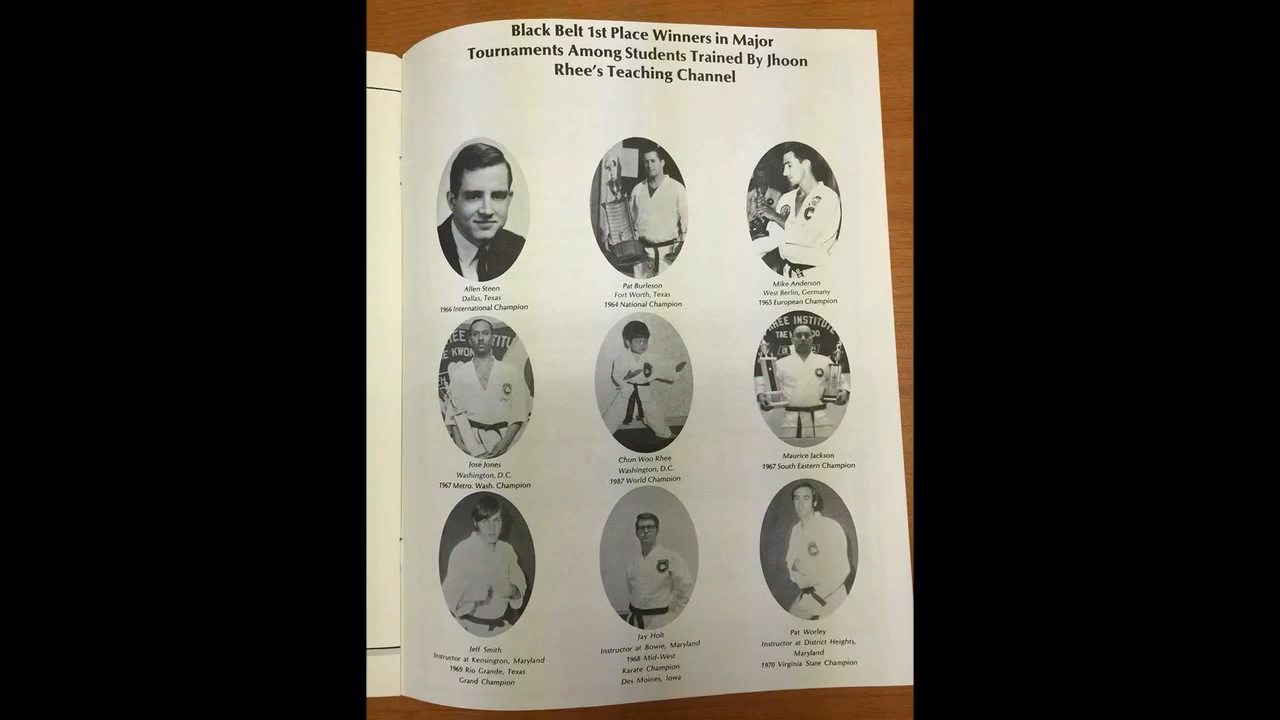 Black Belt 1st Place Winners in Major
Tournaments Among Students Trained By Jhoon
Rhee's Teaching Channel
Allen Steen
Dallas, Texas
1966 International Champion
Pat Burleson
Fort Worth, Texas
1964 National Champion
Mike Anderson
West Berlin, Germany
1965 European Champion
RHEE INSTITUTE
Jose Jones
Washington, D.C.
1967 Metro. Wash. Champion
Chun Woo Rhee
Washington, D.C.
1987 World Champion
Maurice Jackson
1967 South Eastern Champion
Jeff Smith
Instructor at Kensington, Maryland
1969 Rio Grande, Texas
Grand Champion
Jay Holt
Instructor at Bowie, Maryland
1968 Mid-West
Karate Champion
Des Moines, Iowa
Pat Worley
Instructor at District Heights,
Maryland
1970 Virginia State Champion